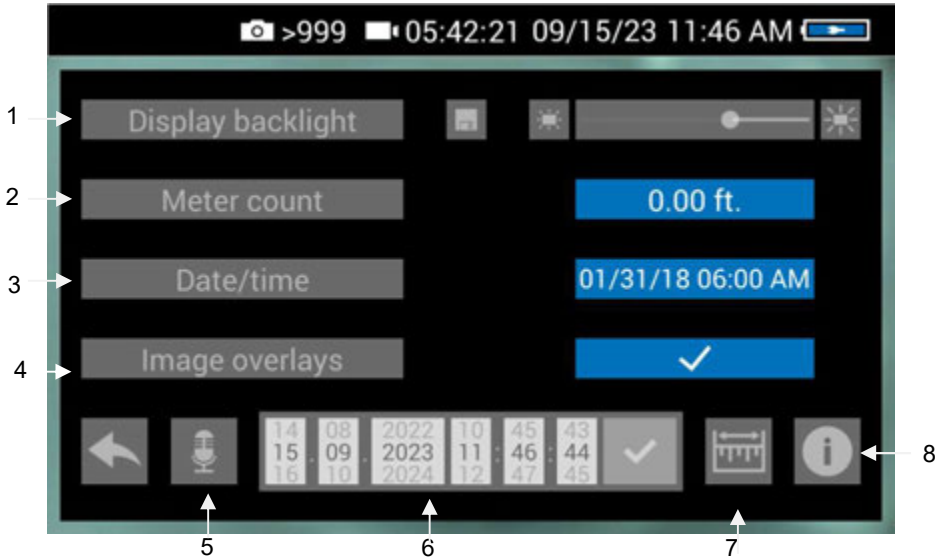 >999 05:42:21 09/15/23 11:46 AM
1 Display backlight
2 Meter count 0.00 ft.
3 Date/time 01/31/18 06:00 AM
4 Image overlays
14 08 2022 10 45 43
15 . 09 . 2023 11 : 46 : 44
16 10 2024 12 47 45
i 8
5 6 7